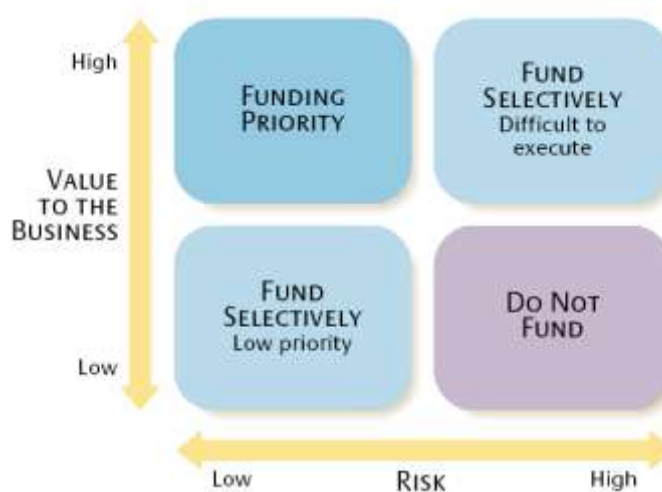 High
VALUE
TO THE
BUSINESS
Low
FUNDING
PRIORITY
FUND
SELECTIVELY
Difficult to
execute
FUND
SELECTIVELY
Low priority
DO NOT
FUND
Low
RISK
High